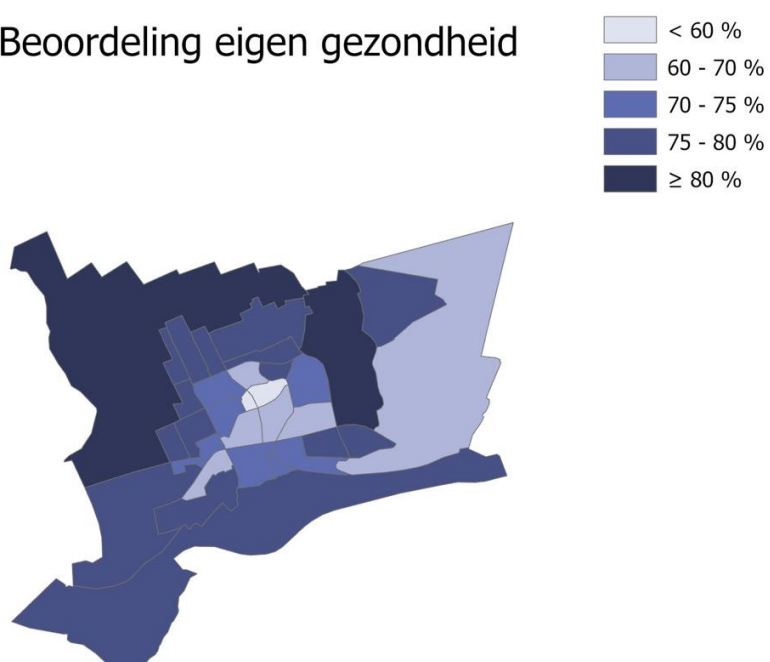 Beoordeling eigen gezondheid
< 60 %
60 - 70 %
70 - 75 %
75 - 80 %
≥ 80 %